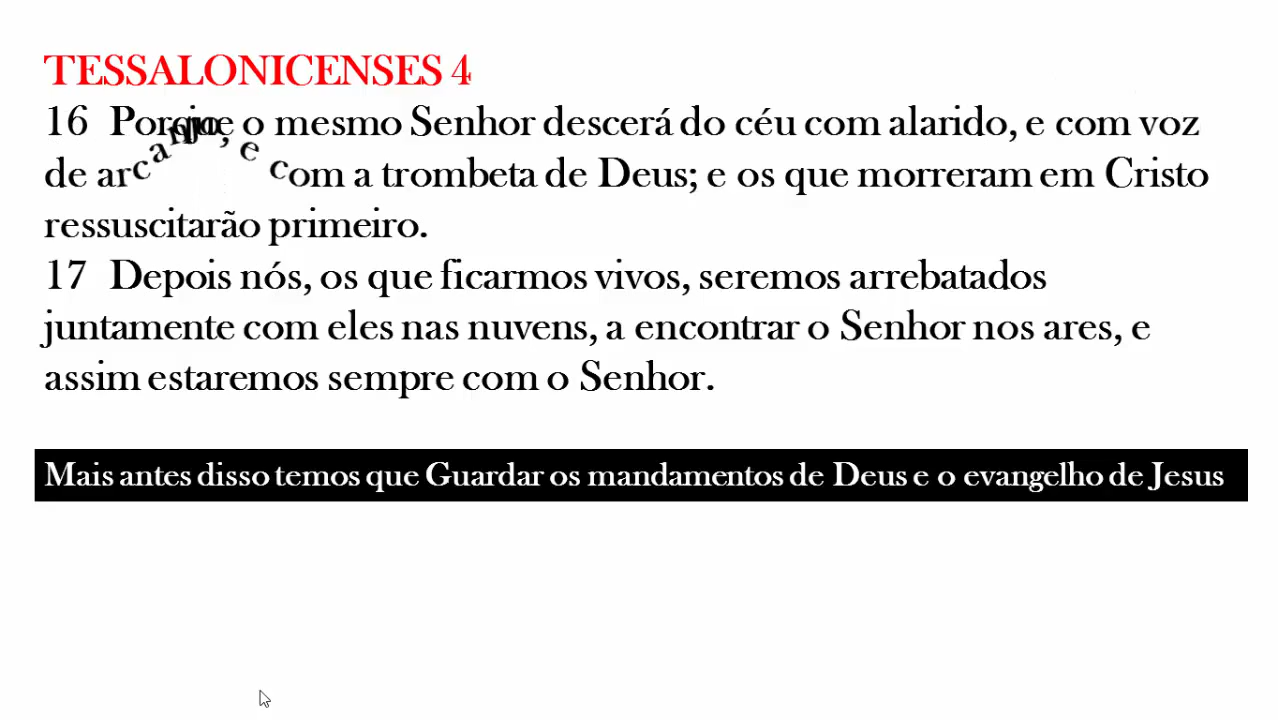 TESSALONICENSES 4
16 Porque o mesmo Senhor descerá do céu com alarido, e com voz
de arcanjo, e com a trombeta de Deus; e os que morreram em Cristo
ressuscitarão primeiro.
17 Depois nós, os que ficarmos vivos, seremos arrebatados
juntamente com eles nas nuvens, a encontrar o Senhor nos ares, e
assim estaremos sempre com o Senhor.
Mais antes disso temos que Guardar os mandamentos de Deus e o evangelho de Jesus